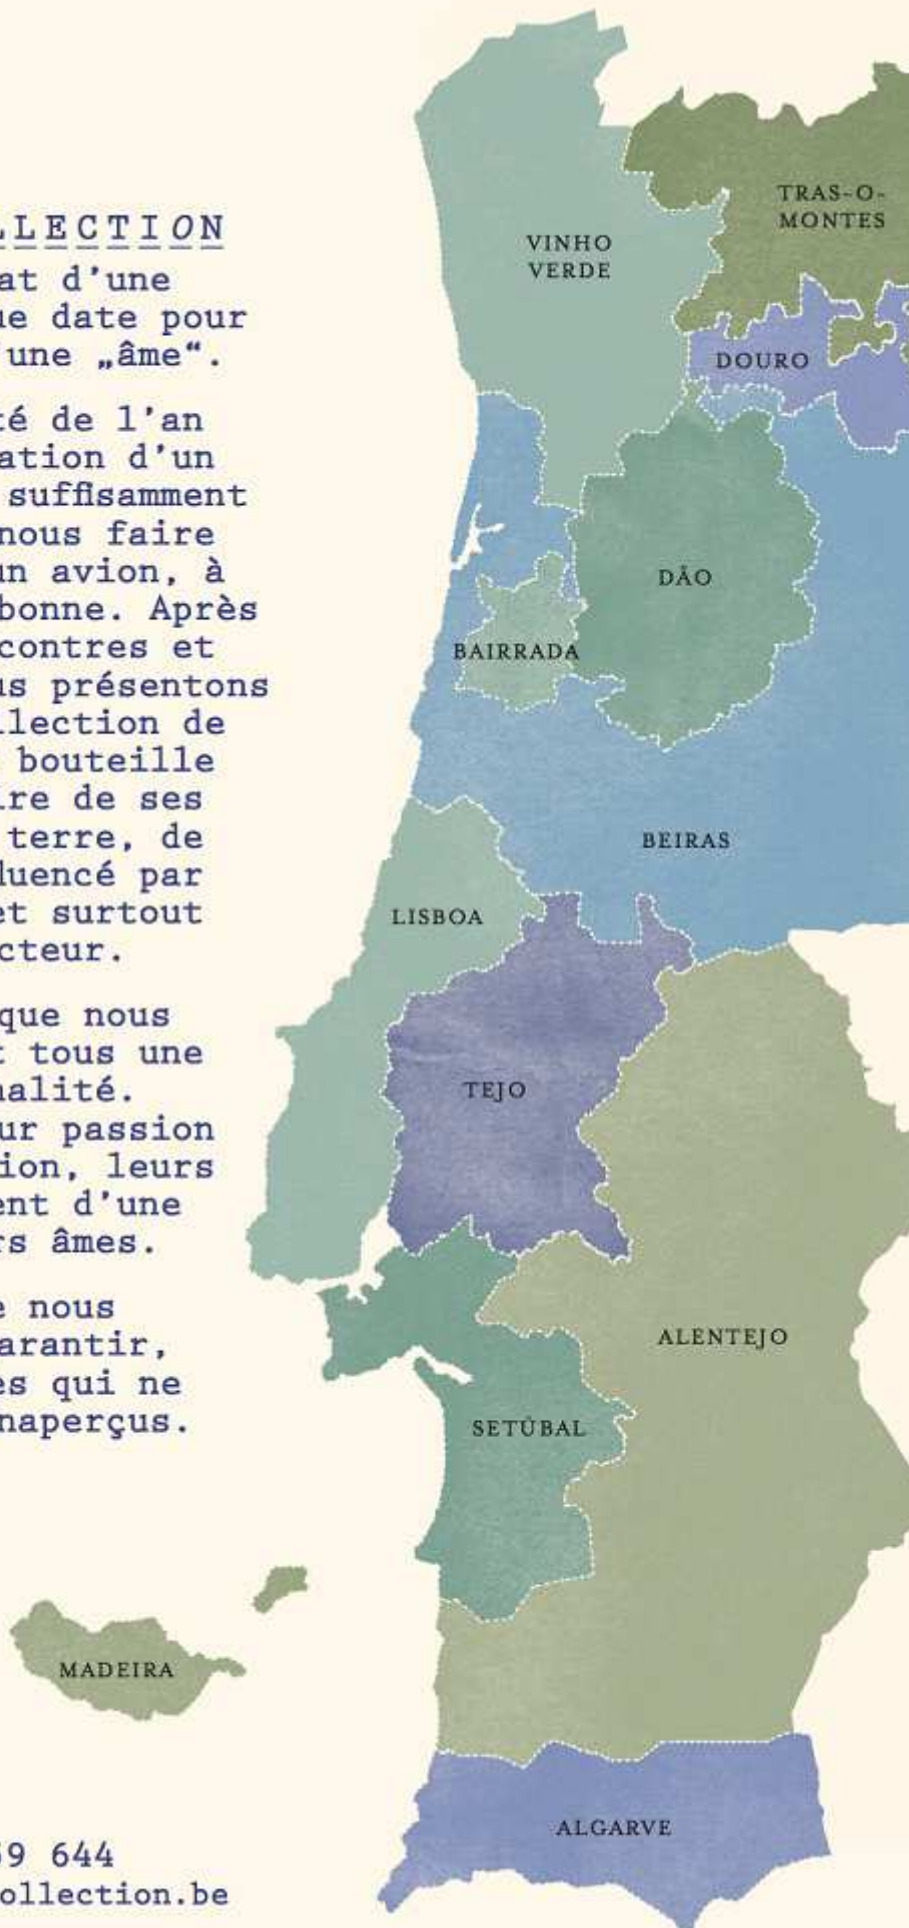 LLECTION
at d'une
ue date pour
'une „âme“.
té de l'an
ation d'un
suffisamment
nous faire
un avion, à
bonne. Après
contres et
us présentons
llection de
bouteille
ire de ses
terre, de
luencé par
et surtout
cteur.
que nous
t tous une
nalité.
ur passion
ion, leurs
ent d'une
rs âmes.
e nous
arantir,
es qui ne
naperçus.
59 644
ollection.be
VINHO
VERDE
TRAS-O-
MONTES
DOURO
DÃO
BAIRRADA
BEIRAS
LISBOA
TEJO
ALENTEJO
SETÚBAL
MADEIRA
ALGARVE